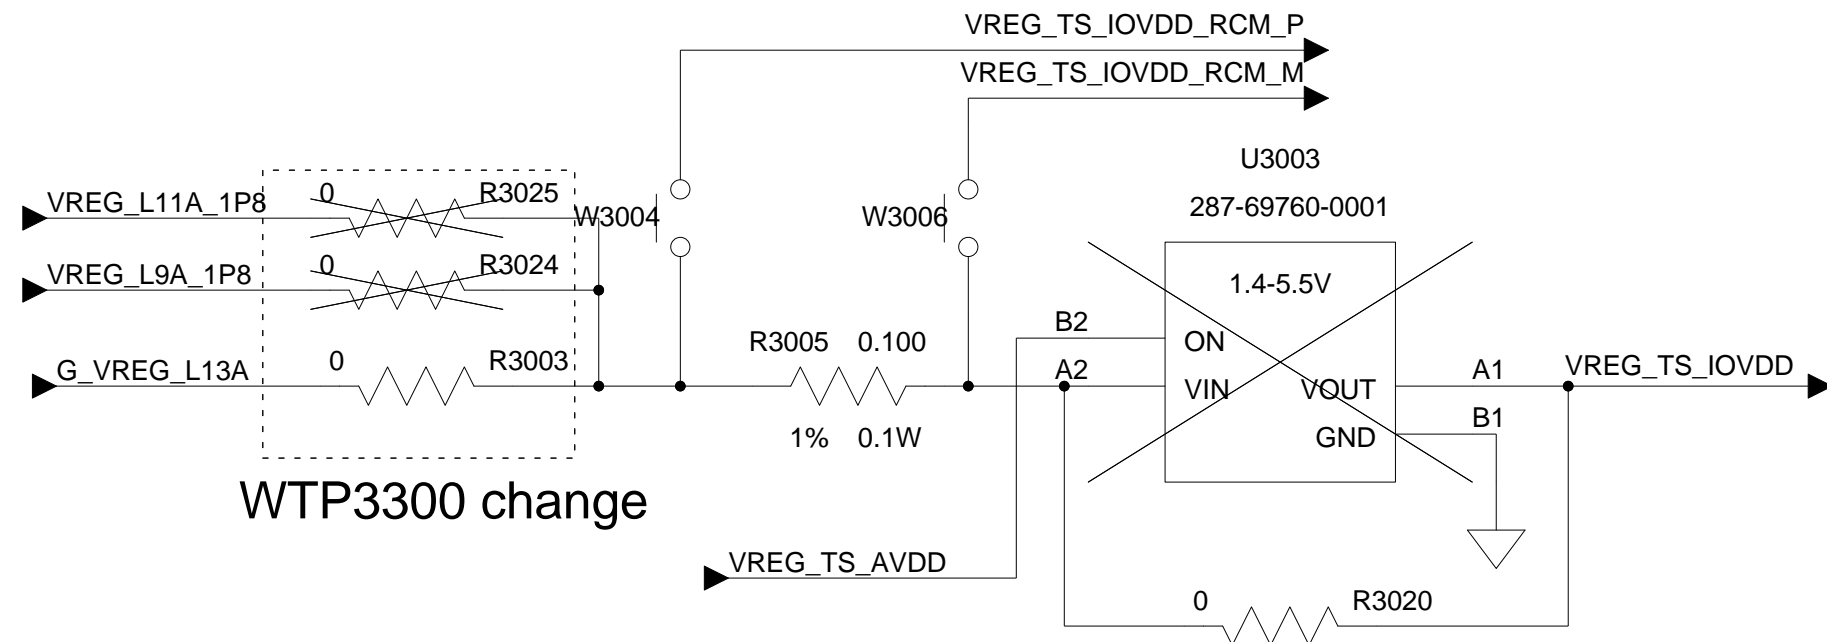 VREG_TS_IOVDD_RCM_P
VREG_TS_IOVDD_RCM_M
U3003
287-69760-0001
VREG_L11A_1P8
0
R3025
W3004
W3006
VREG_L9A_1P8
0
R3024
1.4-5.5V
B2
ON
R3005 0.100
G_VREG_L13A
0
R3003
A2
VIN
VOUT
A1
VREG_TS_IOVDD
1% 0.1W
GND
B1
WTP3300 change
VREG_TS_AVDD
0
R3020